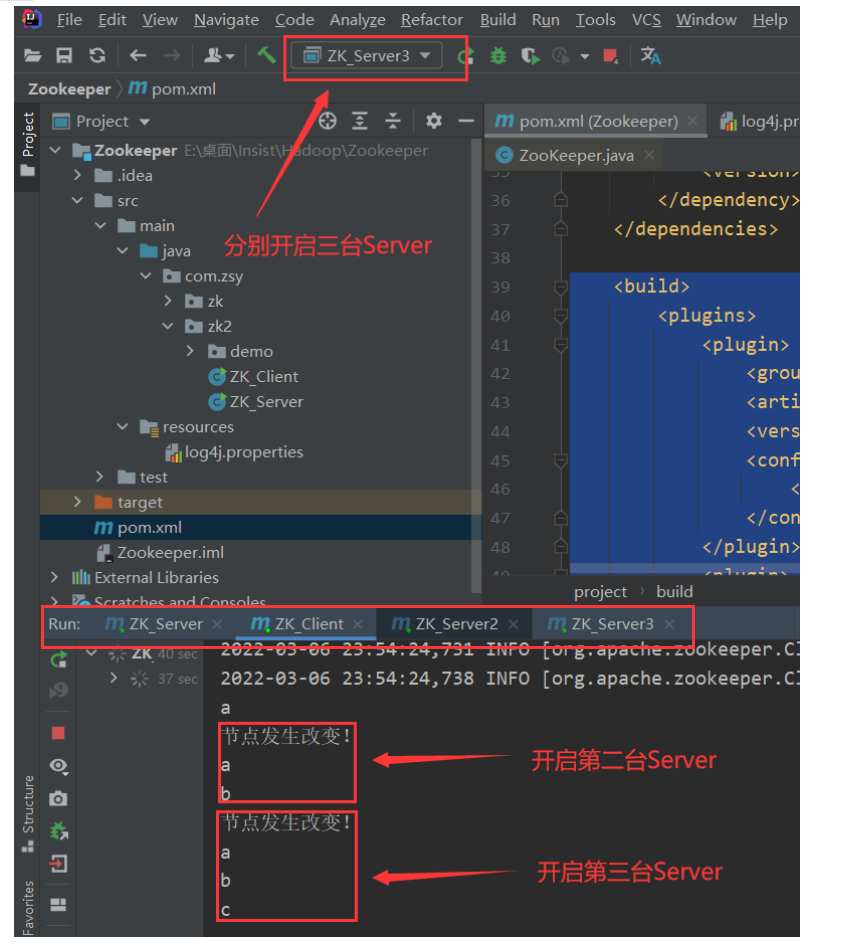 File Edit View Navigate Code Analyze Refactor Build Run Tools VCS Window Help
ZK_Server3
Zookeeper 〉 m pom.xml
Project
Project
Zookeeper E:\桌面\Insist\Hadoop\Zookeeper
.idea
src
main
java
com.zsy
zk
zk2
demo
ZK_Client
ZK_Server
resources
log4j.properties
test
target
pom.xml
Zookeeper.iml
External Libraries
Scratches and Consoles
分别开启三台Server
pom.xml (Zookeeper)
log4j.pr
ZooKeeper.java
35 <version>
36 </dependency>
37 </dependencies>
38
39 <build>
40 <plugins>
41 <plugin>
42 <grou
43 <arti
44 <vers
45 <conf
46 <
47 </con
48 </plugin>
49 <plugin>
project › build
Run: ZK_Server ZK_Client ZK_Server2 ZK_Server3
ZK 40 sec
37 sec
2022-03-06 23:54:24,731 INFO [org.apache.zookeeper.Cl
2022-03-06 23:54:24,738 INFO [org.apache.zookeeper.Cl
a
节点发生改变!
a
b
开启第二台Server
节点发生改变!
a
b
c
开启第三台Server
Structure
Favorites